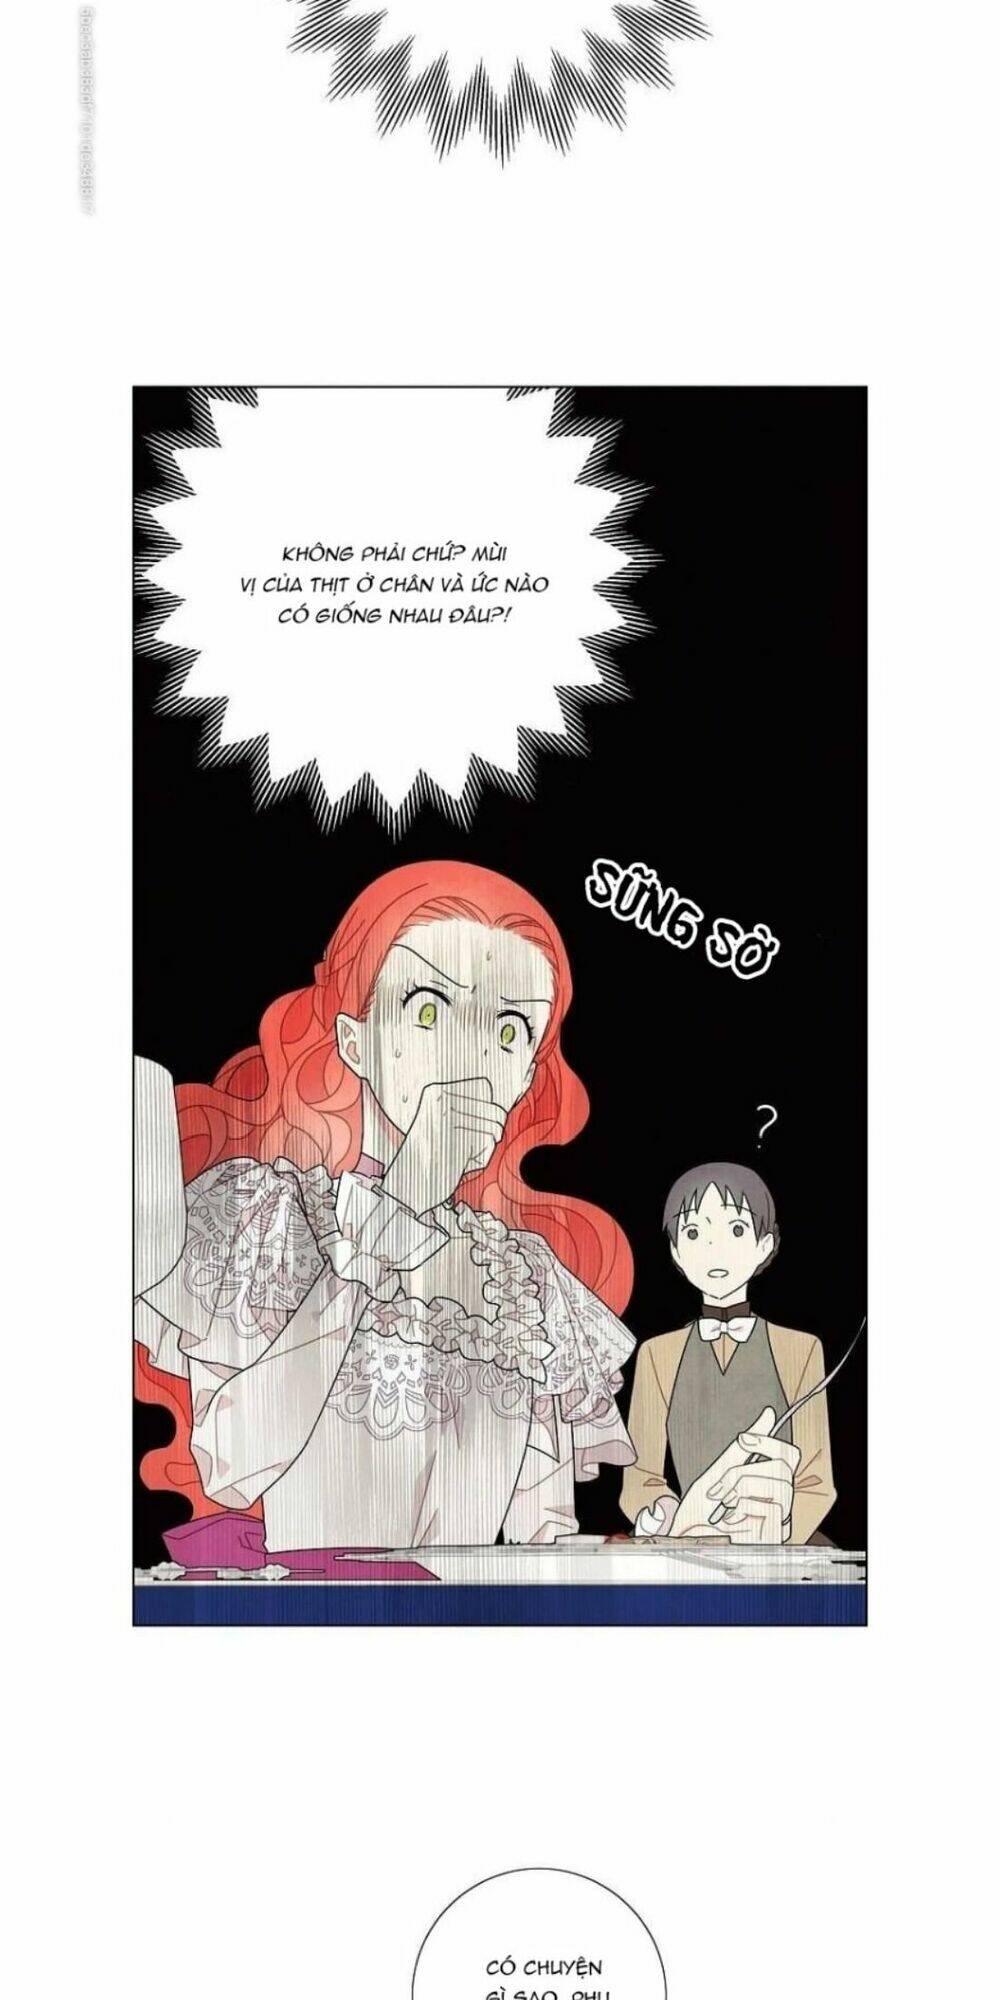 KHÔNG PHẢI CHỨ? MÙI
VỊ CỦA THỊT Ở CHÂN VÀ ỨC NÀO
CÓ GIỐNG NHAU ĐÂU?!
SỮNG SỜ
?
CÓ CHUYỆN
GÌ SAO, PHU